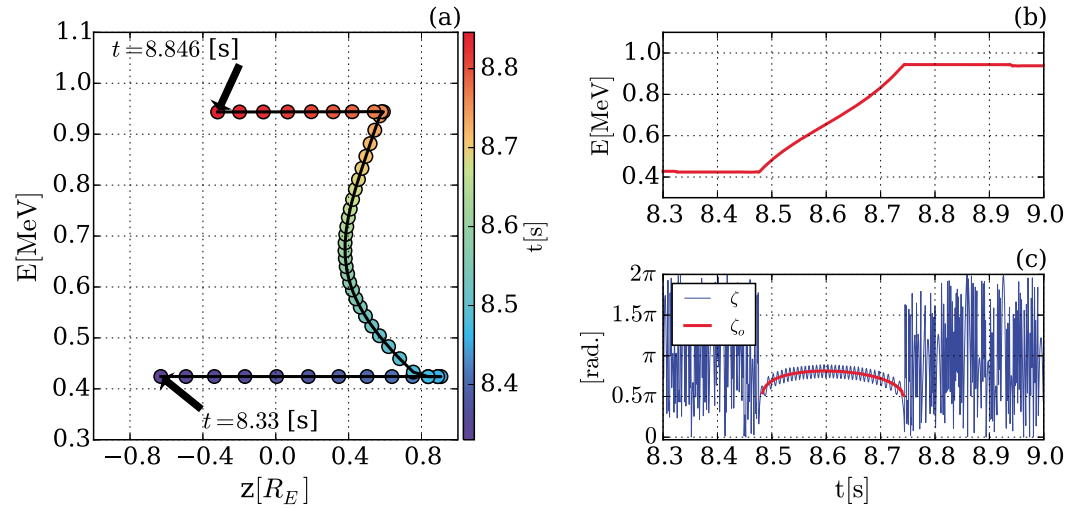 (a)
1.1
1.0
0.9
0.8
0.7
0.6
0.5
0.4
0.3
E[MeV]
t=8.846 [s]
t=8.33 [s]
−0.8
−0.4
0.0
0.4
0.8
z[R_E]
8.8
8.7
8.6
8.5
8.4
t[s]
(b)
1.0
0.8
0.6
0.4
E[MeV]
8.3 8.4 8.5 8.6 8.7 8.8 8.9 9.0
(c)
2π
1.5π
π
0.5π
0
[rad.]
ζ
ζ_o
8.3 8.4 8.5 8.6 8.7 8.8 8.9 9.0
t[s]